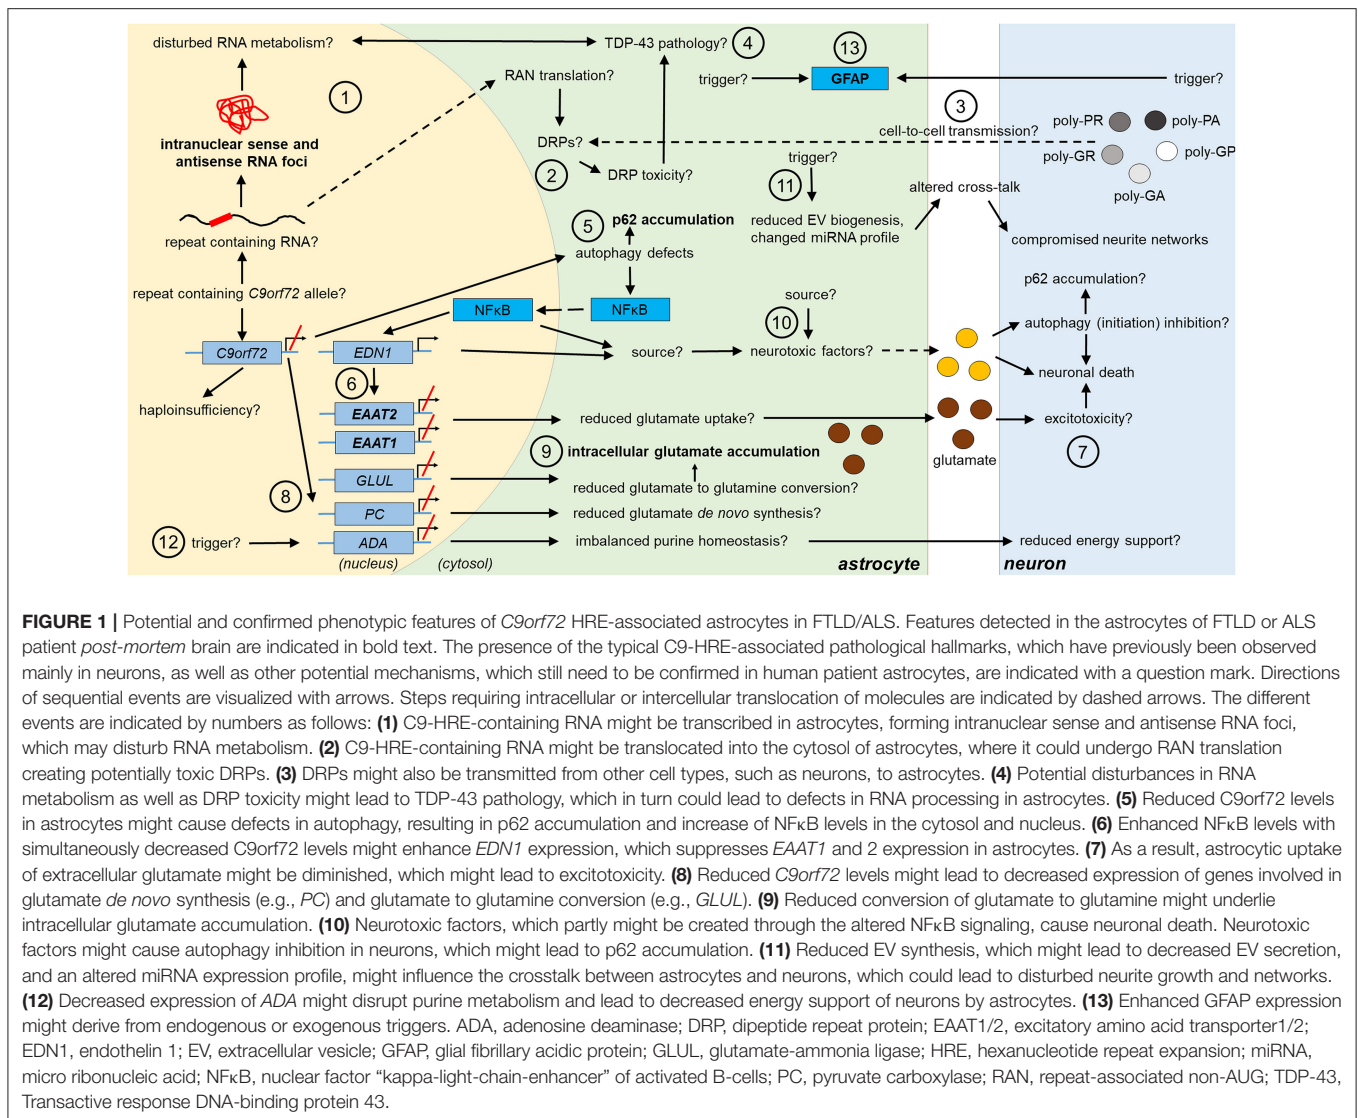 disturbed RNA metabolism?
TDP-43 pathology?
4
13
RAN translation?
trigger?
GFAP
trigger?
1
3
cell-to-cell transmission?
poly-PR
poly-PA
intranuclear sense and
antisense RNA foci
DRPs?
trigger?
poly-GR
poly-GP
2
DRP toxicity?
11
altered cross-talk
poly-GA
5
p62 accumulation
reduced EV biogenesis,
changed miRNA profile
repeat containing RNA?
autophagy defects
compromised neurite networks
p62 accumulation?
repeat containing C9orf72 allele?
NFκB
NFκB
source?
10
autophagy (initiation) inhibition?
C9orf72
EDN1
source?
neurotoxic factors?
neuronal death
6
haploinsufficiency?
EAAT2
reduced glutamate uptake?
excitotoxicity?
EAAT1
9
intracellular glutamate accumulation
glutamate
7
GLUL
reduced glutamate to glutamine conversion?
8
PC
reduced glutamate de novo synthesis?
12
trigger?
ADA
imbalanced purine homeostasis?
reduced energy support?
(nucleus)
(cytosol)
astrocyte
neuron
FIGURE 1 | Potential and confirmed phenotypic features of C9orf72 HRE-associated astrocytes in FTLD/ALS. Features detected in the astrocytes of FTLD or ALS
patient post-mortem brain are indicated in bold text. The presence of the typical C9-HRE-associated pathological hallmarks, which have previously been observed
mainly in neurons, as well as other potential mechanisms, which still need to be confirmed in human patient astrocytes, are indicated with a question mark. Directions
of sequential events are visualized with arrows. Steps requiring intracellular or intercellular translocation of molecules are indicated by dashed arrows. The different
events are indicated by numbers as follows: (1) C9-HRE-containing RNA might be transcribed in astrocytes, forming intranuclear sense and antisense RNA foci,
which may disturb RNA metabolism. (2) C9-HRE-containing RNA might be translocated into the cytosol of astrocytes, where it could undergo RAN translation
creating potentially toxic DRPs. (3) DRPs might also be transmitted from other cell types, such as neurons, to astrocytes. (4) Potential disturbances in RNA
metabolism as well as DRP toxicity might lead to TDP-43 pathology, which in turn could lead to defects in RNA processing in astrocytes. (5) Reduced C9orf72 levels
in astrocytes might cause defects in autophagy, resulting in p62 accumulation and increase of NFκB levels in the cytosol and nucleus. (6) Enhanced NFκB levels with
simultaneously decreased C9orf72 levels might enhance EDN1 expression, which suppresses EAAT1 and 2 expression in astrocytes. (7) As a result, astrocytic uptake
of extracellular glutamate might be diminished, which might lead to excitotoxicity. (8) Reduced C9orf72 levels might lead to decreased expression of genes involved in
glutamate de novo synthesis (e.g., PC) and glutamate to glutamine conversion (e.g., GLUL). (9) Reduced conversion of glutamate to glutamine might underlie
intracellular glutamate accumulation. (10) Neurotoxic factors, which partly might be created through the altered NFκB signaling, cause neuronal death. Neurotoxic
factors might cause autophagy inhibition in neurons, which might lead to p62 accumulation. (11) Reduced EV synthesis, which might lead to decreased EV secretion,
and an altered miRNA expression profile, might influence the crosstalk between astrocytes and neurons, which could lead to disturbed neurite growth and networks.
(12) Decreased expression of ADA might disrupt purine metabolism and lead to decreased energy support of neurons by astrocytes. (13) Enhanced GFAP expression
might derive from endogenous or exogenous triggers. ADA, adenosine deaminase; DRP, dipeptide repeat protein; EAAT1/2, excitatory amino acid transporter1/2;
EDN1, endothelin 1; EV, extracellular vesicle; GFAP, glial fibrillary acidic protein; GLUL, glutamate-ammonia ligase; HRE, hexanucleotide repeat expansion; miRNA,
micro ribonucleic acid; NFκB, nuclear factor “kappa-light-chain-enhancer” of activated B-cells; PC, pyruvate carboxylase; RAN, repeat-associated non-AUG; TDP-43,
Transactive response DNA-binding protein 43.